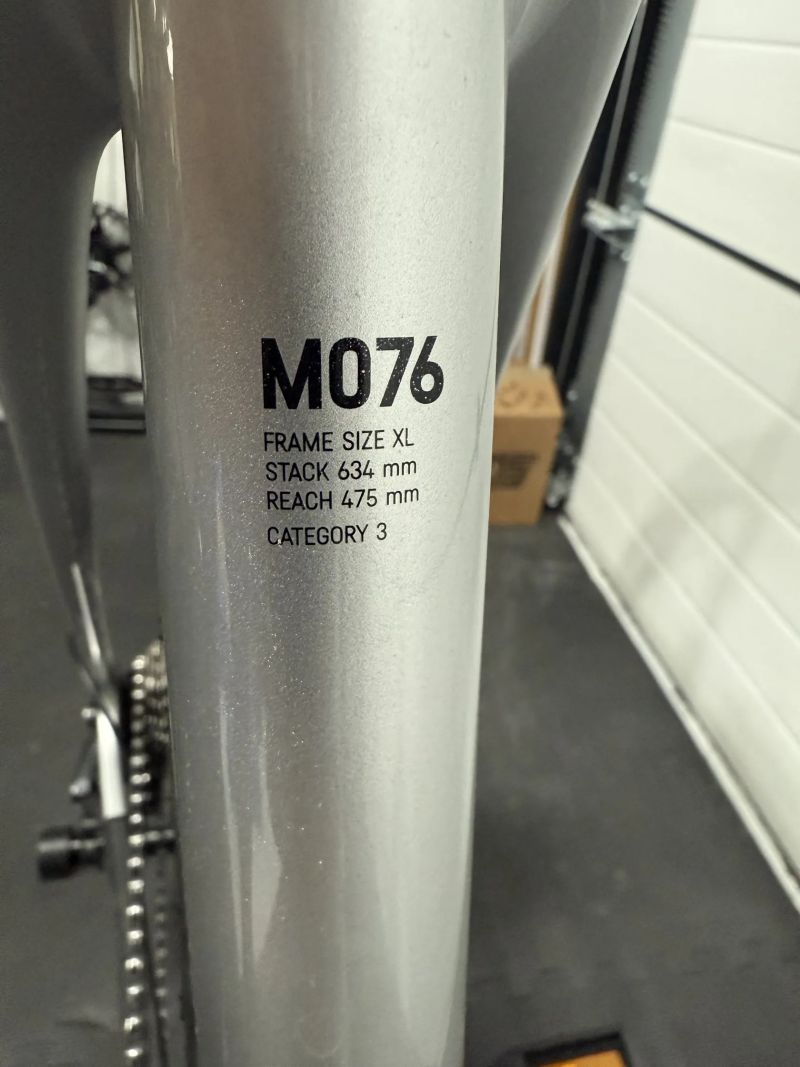 M076
FRAME SIZE XL
STACK 634 mm
REACH 475 mm
CATEGORY 3